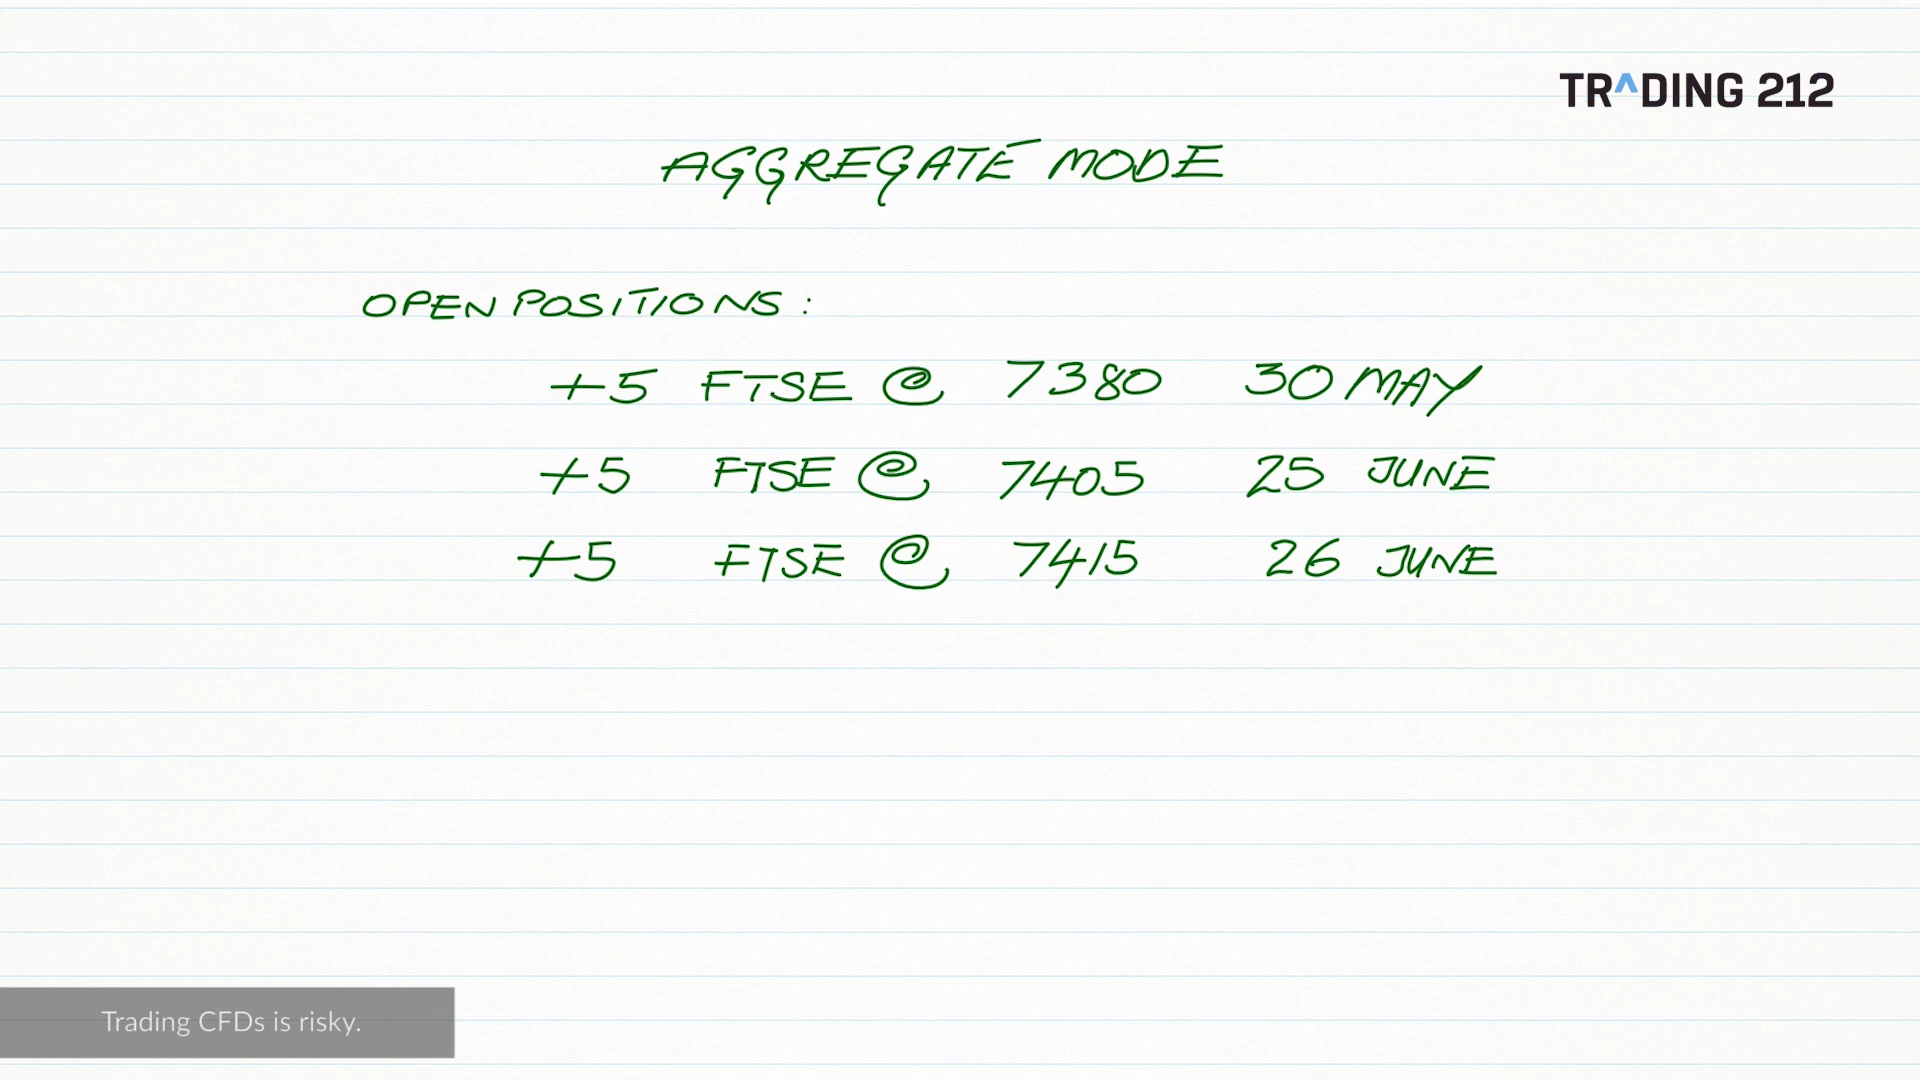 TRADING 212
AGGREGATE MODE
OPEN POSITIONS:
+5 FTSE @ 7380 30 MAY
+5 FTSE @ 7405 25 JUNE
+5 FTSE @ 7415 26 JUNE
Trading CFDs is risky.